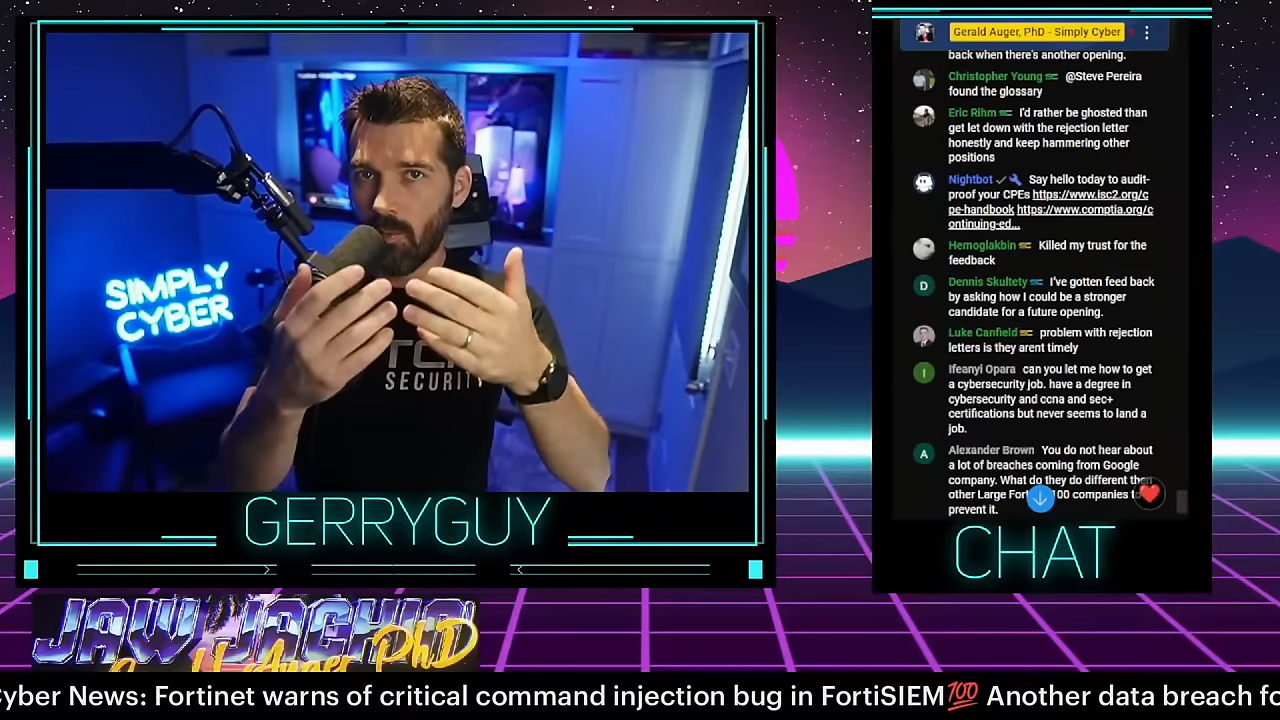 SIMPLY
CYBER
SECURITY
GERRYGUY
Gerald Auger, PhD - Simply Cyber
back when there's another opening.
Christopher Young @Steve Pereira
found the glossary
Eric Rihm I'd rather be ghosted than
get let down with the rejection letter
honestly and keep hammering other
positions
Nightbot Say hello today to audit-
proof your CPEs https://www.isc2.org/c
pe-handbook https://www.comptia.org/c
ontinuing-ed...
Hemoglakbin Killed my trust for the
feedback
Dennis Skultety I've gotten feed back
by asking how I could be a stronger
candidate for a future opening.
Luke Canfield problem with rejection
letters is they arent timely
Ifeanyi Opara can you let me how to get
a cybersecurity job. have a degree in
cybersecurity and ccna and sec+
certifications but never seems to land a
job.
Alexander Brown You do not hear about
a lot of breaches coming from Google
company. What do they do different then
other Large 100 companies
prevent it.
CHAT
JAW JACKIN
Auger PhD
Cyber News: Fortinet warns of critical command injection bug in FortiSIEM💯 Another data breach fo